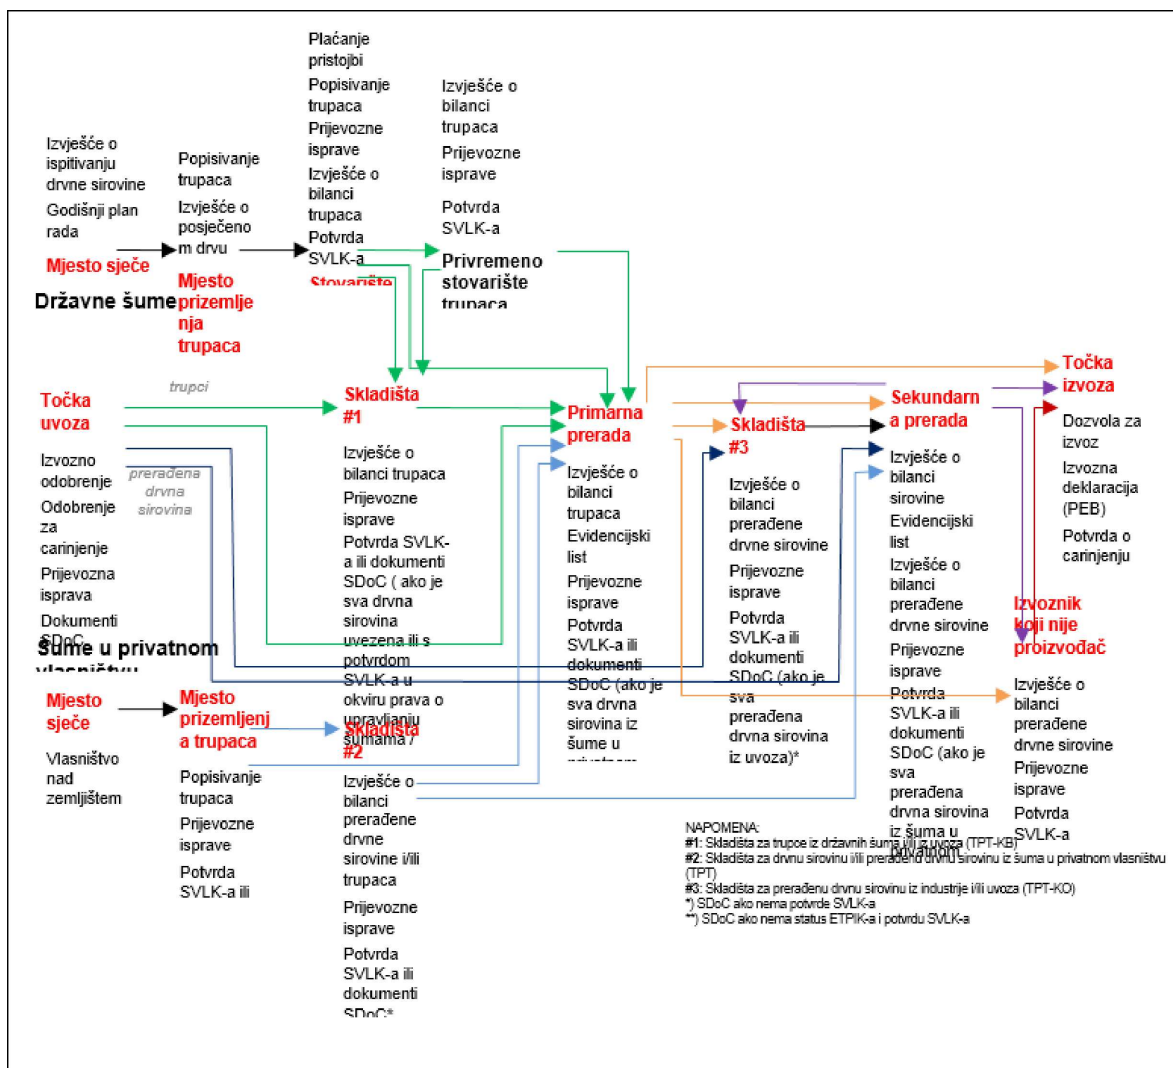 Plaćanje
pristojbi
Popisivanje
trupaca
Prijevozne
isprave
Izvješće o
bilanci
trupaca
Potvrda
SVLK-a
Stovarište
Izvješće o
bilanci
trupaca
Prijevozne
isprave
Potvrda
SVLK-a
Privremeno
stovarište
trupaca
Izvješće o
ispitivanju
drvne sirovine
Godišnji plan
rada
Mjesto sječe
Državne šume
Popisivanje
trupaca
Izvješće o
posječeno
m drvu
Mjesto
prizemlje
nja
trupaca
trupci
Točka
uvoza
Izvozno
odobrenje
Odobrenje
za
carinjenje
Prijevozna
isprava
Dokumenti
SDoC
prerađena
drvna
sirovina
Skladišta
#1
Izvješće o
bilanci trupaca
Prijevozne
isprave
Potvrda SVLK-
a ili dokumenti
SDoC ( ako je
sva drvna
sirovina
uvezena ili s
potvrdom
SVLK-a u
okviru prava o
upravljanju
šumama /
Primarna
prerada
Izvješće o
bilanci
trupaca
Evidencijski
list
Prijevozne
isprave
Potvrda
SVLK-a ili
dokumenti
SDoC (ako je
sva drvna
sirovina iz
šume u
privatnom
Skladišta
#3
Izvješće o
bilanci
prerađene
drvne sirovine
Prijevozne
isprave
Potvrda
SVLK-a ili
dokumenti
SDoC (ako je
sva
prerađena
drvna sirovina
iz uvoza)*
Sekundarn
a prerada
Izvješće o
bilanci
sirovine
Evidencijski
list
Izvješće o
bilanci
prerađene
drvne sirovine
Prijevozne
isprave
Potvrda
SVLK-a ili
dokumenti
SDoC (ako je
sva
prerađena
drvna sirovina
iz šuma u
privatnom
Točka
izvoza
Dozvola za
izvoz
Izvozna
deklaracija
(PEB)
Potvrda o
carinjenju
Izvoznik
koji nije
proizvođač
Izvješće o
bilanci
prerađene
drvne sirovine
Prijevozne
isprave
Potvrda
SVLK-a
Šume u privatnom
vlasništvu
Mjesto
sječe
Vlasništvo
nad
zemljištem
Mjesto
prizemljenj
a trupaca
Popisivanje
trupaca
Prijevozne
isprave
Potvrda
SVLK-a ili
Skladišta
#2
Izvješće o
bilanci
prerađene
drvne
sirovine i/ili
trupaca
Prijevozne
isprave
Potvrda
SVLK-a ili
dokumenti
SDoC*
NAPOMENA:
#1: Skladišta za trupce iz državnih šuma i/ili iz uvoza (TPT-KB)
#2: Skladišta za drvnu sirovinu i/ili prerađenu drvnu sirovinu iz šuma u privatnom vlasništvu
(TPT)
#3: Skladišta za prerađenu drvnu sirovinu iz industrije i/ili uvoza (TPT-KO)
*) SDoC ako nema potvrde SVLK-a
**) SDoC ako nema status ETPIK-a i potvrdu SVLK-a